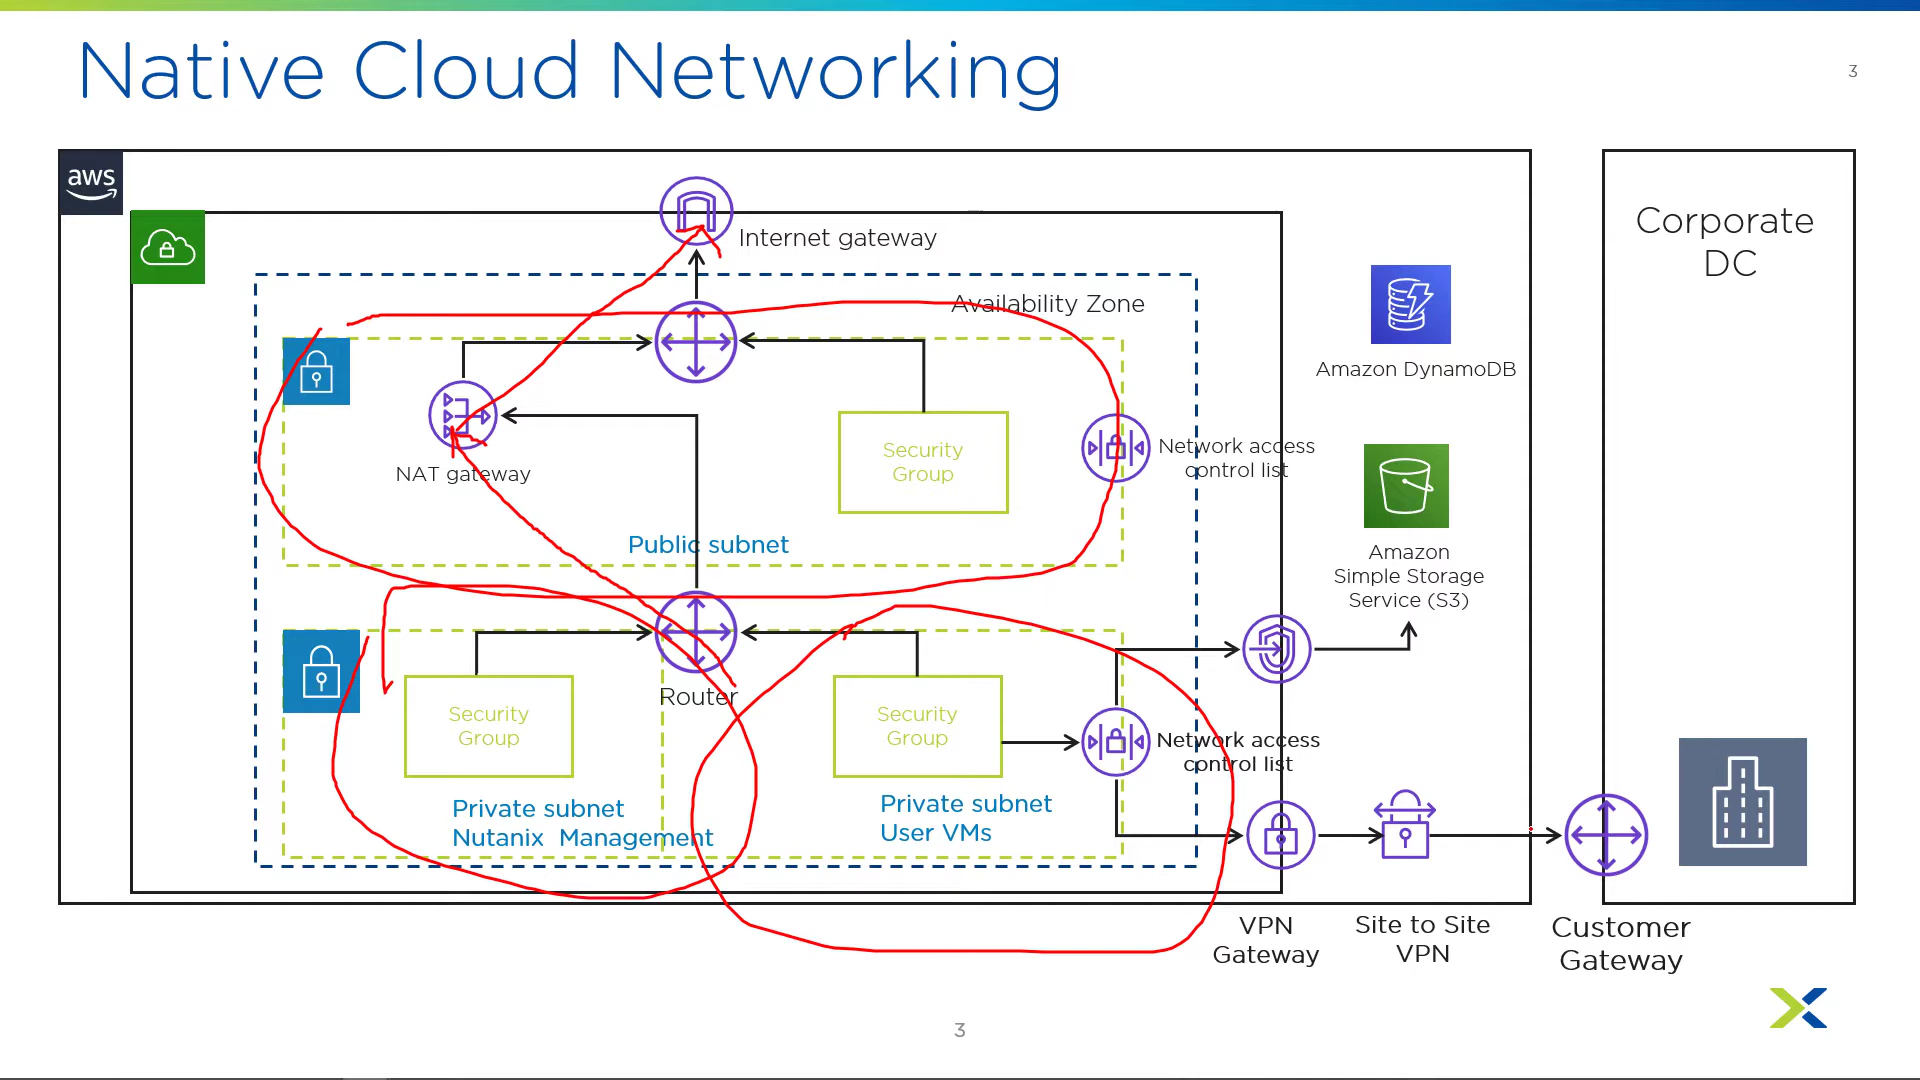 Native Cloud Networking
3
aws
Internet gateway
Corporate
DC
Availability Zone
Amazon DynamoDB
Security
Group
Network access
control list
NAT gateway
Public subnet
Amazon
Simple Storage
Service (S3)
Router
Security
Group
Security
Group
Network access
control list
Private subnet
Nutanix Management
Private subnet
User VMs
VPN
Gateway
Site to Site
VPN
Customer
Gateway
3